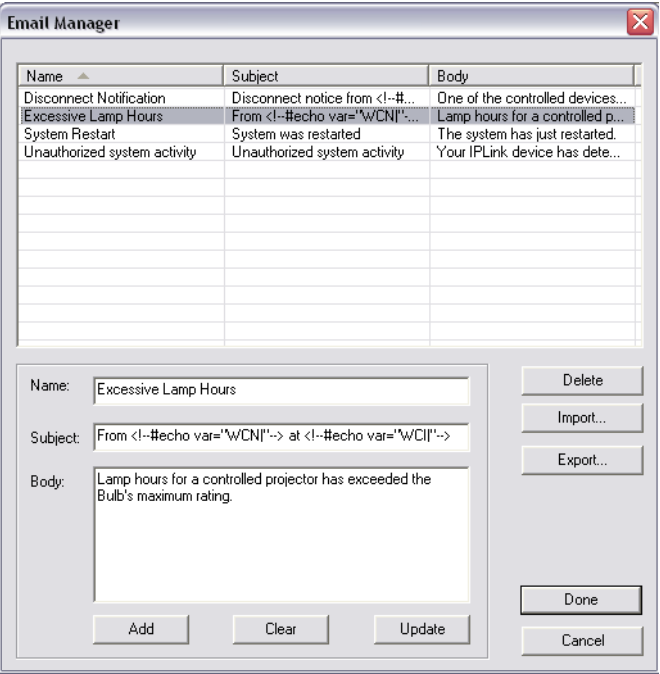 Email Manager
Name Subject Body
Disconnect Notification Disconnect notice from <!--#... One of the controlled devices...
Excessive Lamp Hours From <!--#echo var="WCN|"-... Lamp hours for a controlled p...
System Restart System was restarted The system has just restarted.
Unauthorized system activity Unauthorized system activity Your IPLink device has dete...
Name: Excessive Lamp Hours
Delete
Import...
Subject: From <!--#echo var="WCN|"--> at <!--#echo var="WCI|"-->
Export...
Body: Lamp hours for a controlled projector has exceeded the
Bulb's maximum rating.
Done
Add Clear Update
Cancel